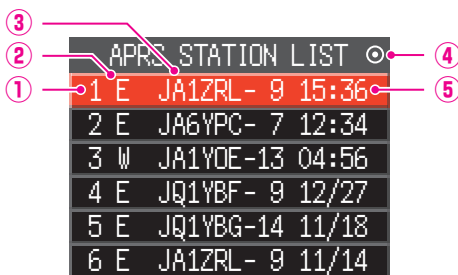 ③
② ④
① ⑤
APRS STATION LIST
1 E JA1ZRL- 9 15:36
2 E JA6YPC- 7 12:34
3 W JA1YOE-13 04:56
4 E JQ1YBF- 9 12/27
5 E JQ1YBG-14 11/18
6 E JA1ZRL- 9 11/14